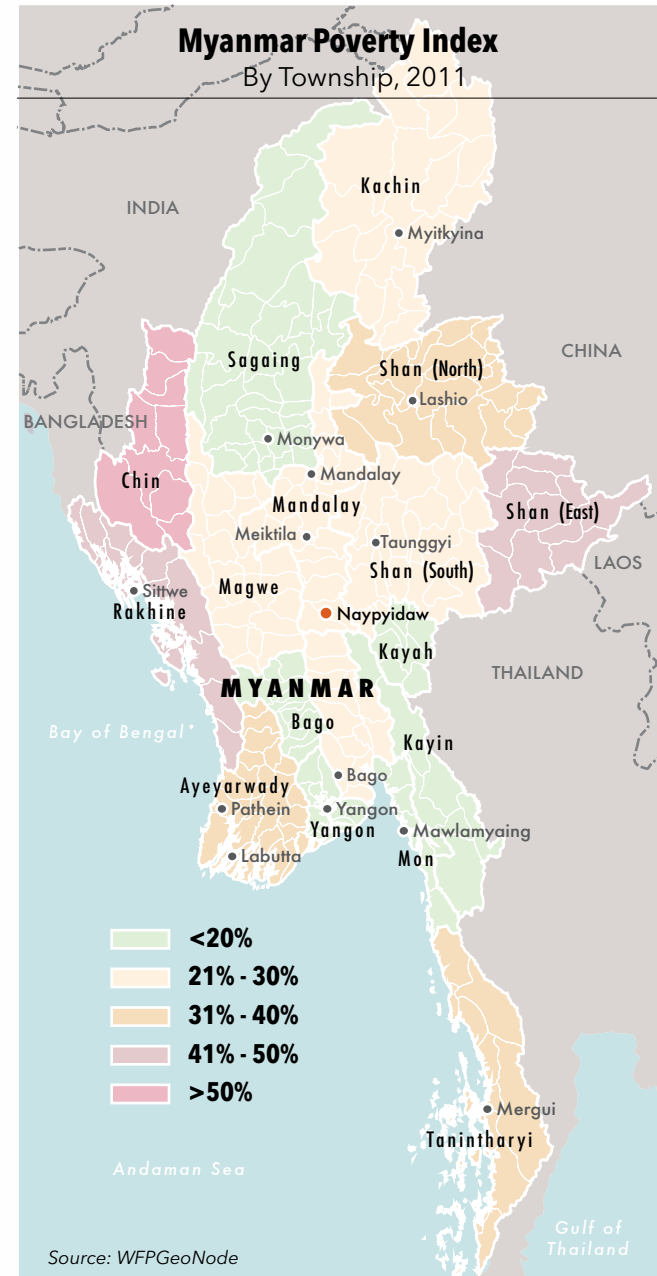 Myanmar Poverty Index
By Township, 2011
Kachin
INDIA
Myitkyina
CHINA
Sagaing
Shan (North)
Lashio
BANGLADESH
Monywa
Mandalay
Chin
Mandalay
Shan (East)
Meiktila
Taunggyi
LAOS
Shan (South)
Magwe
Sittwe
Rakhine
Naypyidaw
Kayah
THAILAND
MYANMAR
Bago
Bay of Bengal
Kayin
Bago
Ayeyarwady
Pathein
Yangon
Yangon
Mawlamyaing
Mon
Labutta
<20%
21% - 30%
31% - 40%
41% - 50%
>50%
Mergui
Tanintharyi
Andaman Sea
Gulf of
Thailand
Source: WFPGeoNode